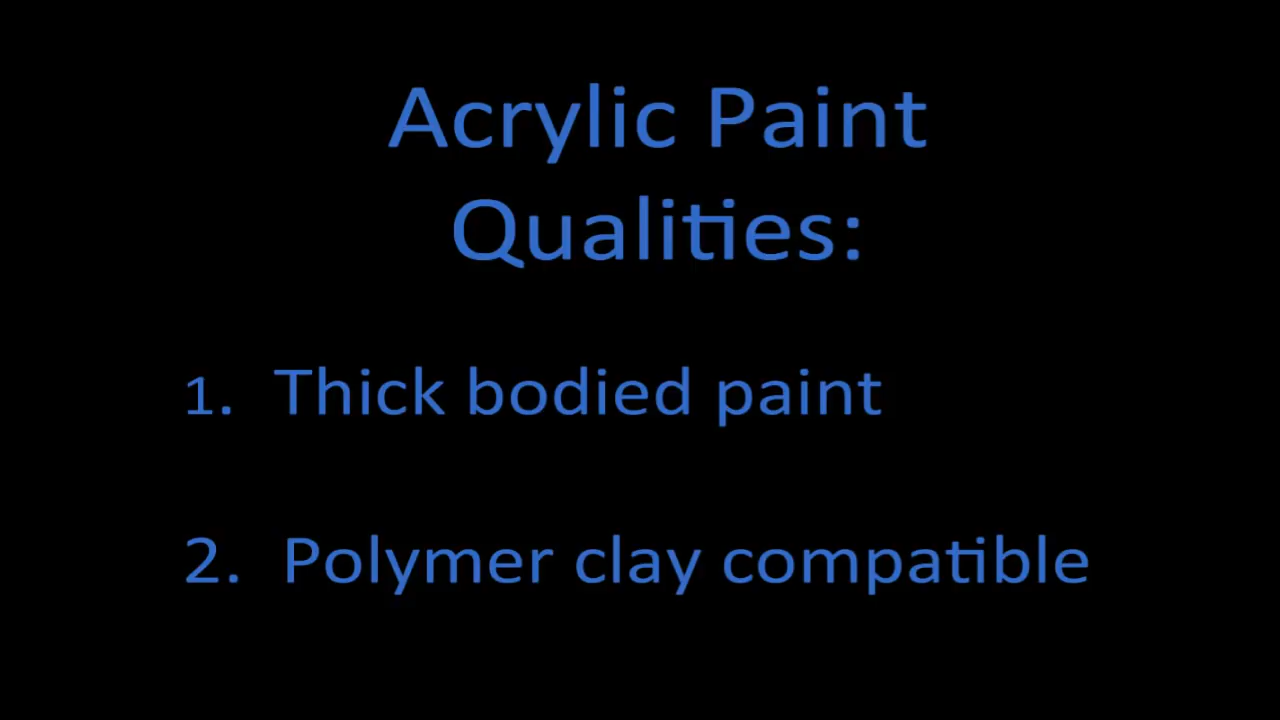 Acrylic Paint
Qualities:
1. Thick bodied paint
2. Polymer clay compatible